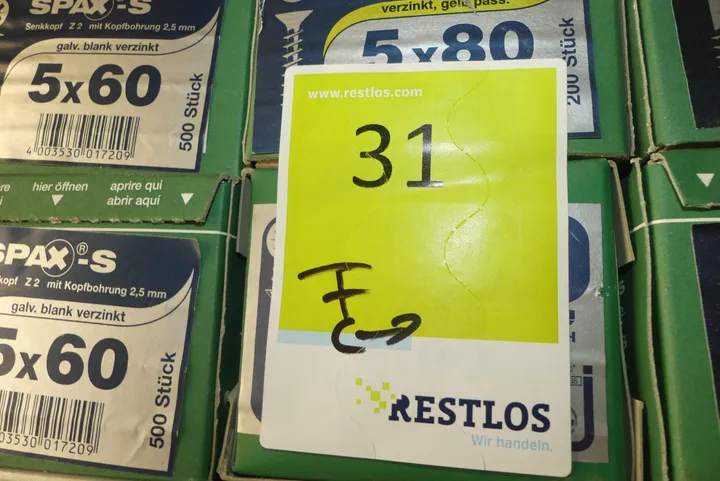 SPAX®-S
Senkkopf Z 2 mit Kopfbohrung 2,5 mm
galv. blank verzinkt
5x60
500 Stück
4 003530 017209
verzinkt, gelb pass.
5x80
200 Stück
hier öffnen
aprire qui
abrir aquí
SPAX®-S
kopf Z 2 mit Kopfbohrung 2,5 mm
galv. blank verzinkt
5x60
500 Stück
003530 017209
www.restlos.com
31
RESTLOS
Wir handeln.